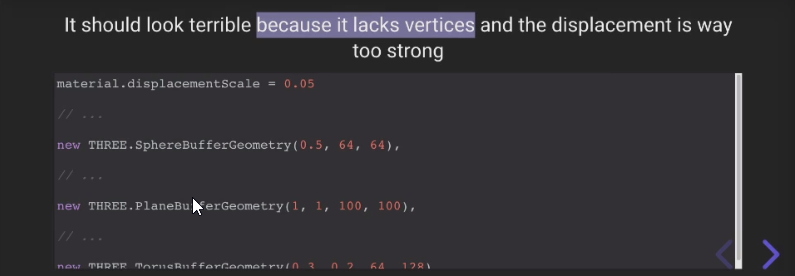 It should look terrible because it lacks vertices and the displacement is way
too strong
material.displacementScale = 0.05
// ...
new THREE.SphereBufferGeometry(0.5, 64, 64),
// ...
new THREE.PlaneBufferGeometry(1, 1, 100, 100),
// ...
new THREE.TorusBufferGeometry(0.3, 0.2, 64, 128)